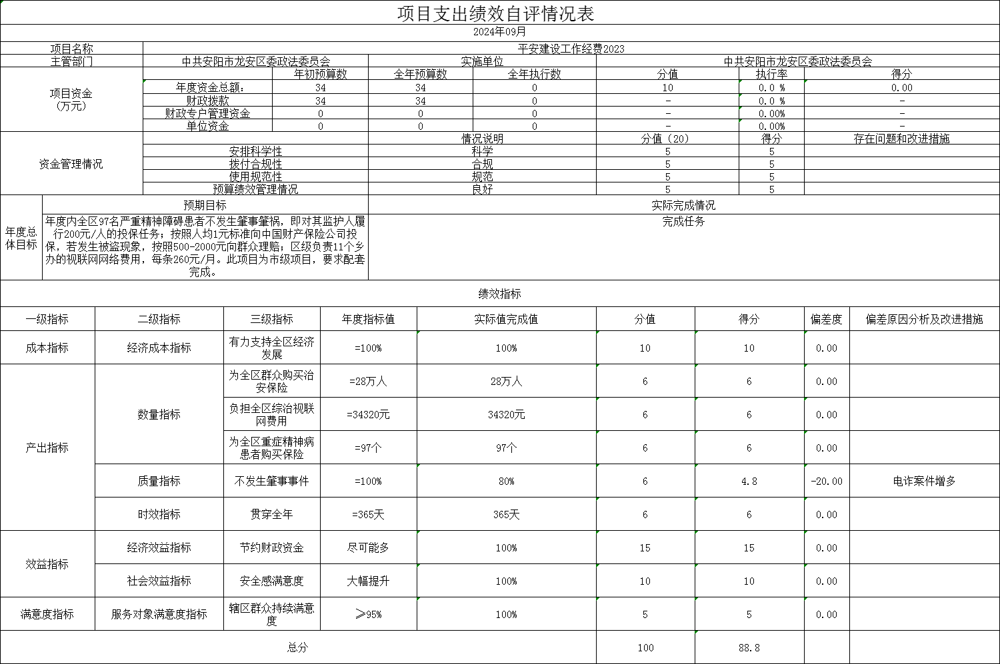 项目支出绩效自评情况表
2024年09月
项目名称 平安建设工作经费2023
主管部门 中共安阳市龙安区委政法委员会 实施单位 中共安阳市龙安区委政法委员会
项目资金
(万元)
年初预算数 全年预算数 全年执行数 分值 执行率 得分
年度资金总额: 34 34 0 10 0.0 % 0.00
财政拨款 34 34 0 - 0.0 % -
财政专户管理资金 0 0 0 - 0.00% -
单位资金 0 0 0 - 0.00% -
资金管理情况
情况说明 分值（20） 得分 存在问题和改进措施
安排科学性 科学 5 5
拨付合规性 合规 5 5
使用规范性 规范 5 5
预算绩效管理情况 良好 5 5
年度总
体目标
预期目标 实际完成情况
年度内全区97名严重精神障碍患者不发生肇事肇祸，即对其监护人履
行200元/人的投保任务；按照人均1元标准向中国财产保险公司投
保，若发生被盗现象，按照500-2000元向群众理赔；区级负责11个乡
办的视联网网络费用，每条260元/月。此项目为市级项目，要求配套
完成。
完成任务
绩效指标
一级指标 二级指标 三级指标 年度指标值 实际值完成值 分值 得分 偏差度 偏差原因分析及改进措施
成本指标 经济成本指标 有力支持全区经济
发展 =100% 100% 10 10 0.00
产出指标
数量指标
为全区群众购买治
安保险 =28万人 28万人 6 6 0.00
负担全区综治视联
网费用 =34320元 34320元 6 6 0.00
为全区重症精神病
患者购买保险 =97个 97个 6 6 0.00
质量指标 不发生肇事事件 =100% 80% 6 4.8 -20.00 电诈案件增多
时效指标 贯穿全年 =365天 365天 6 6 0.00
效益指标
经济效益指标 节约财政资金 尽可能多 100% 15 15 0.00
社会效益指标 安全感满意度 大幅提升 100% 10 10 0.00
满意度指标 服务对象满意度指标 辖区群众持续满意
度 ≥95% 100% 5 5 0.00
总分 100 88.8